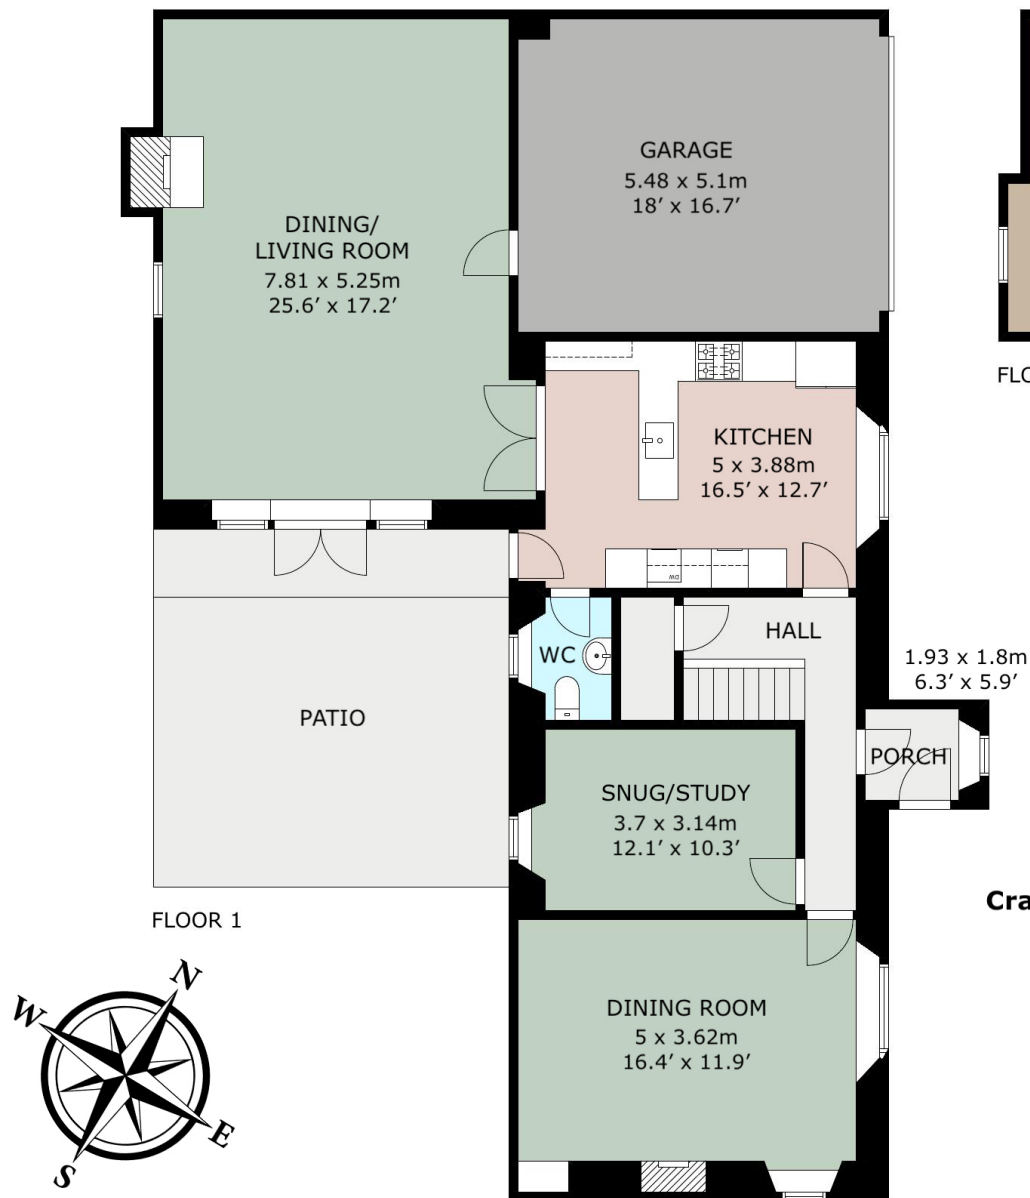 GARAGE
5.48 x 5.1m
18’ x 16.7’
DINING/
LIVING ROOM
7.81 x 5.25m
25.6’ x 17.2’
FLO
KITCHEN
5 x 3.88m
16.5’ x 12.7’
DW
HALL
WC
1.93 x 1.8m
6.3’ x 5.9’
PATIO
PORCH
SNUG/STUDY
3.7 x 3.14m
12.1’ x 10.3’
Cra
FLOOR 1
DINING ROOM
5 x 3.62m
16.4’ x 11.9’
N
W
E
S